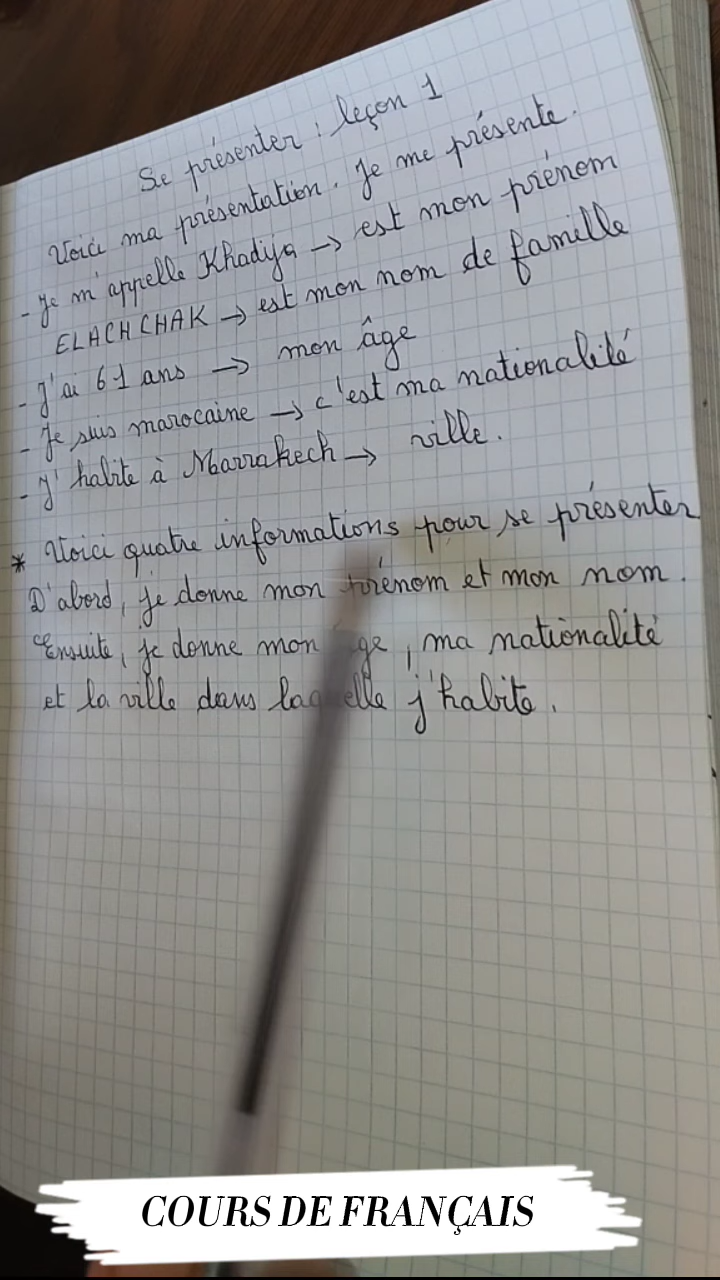 Se présenter : leçon 1
Voici ma présentation. Je me présente.
- Je m'appelle Khadija → est mon prénom
ELACHCHAK → est mon nom de famille
- J'ai 61 ans → mon âge
- Je suis marocaine → c'est ma nationalité
- J'habite à Marrakech → ville.
* Voici quatre informations pour se présenter
D'abord, je donne mon prénom et mon nom.
Ensuite, je donne mon âge, ma nationalité
et la ville dans laquelle j'habite.
COURS DE FRANÇAIS